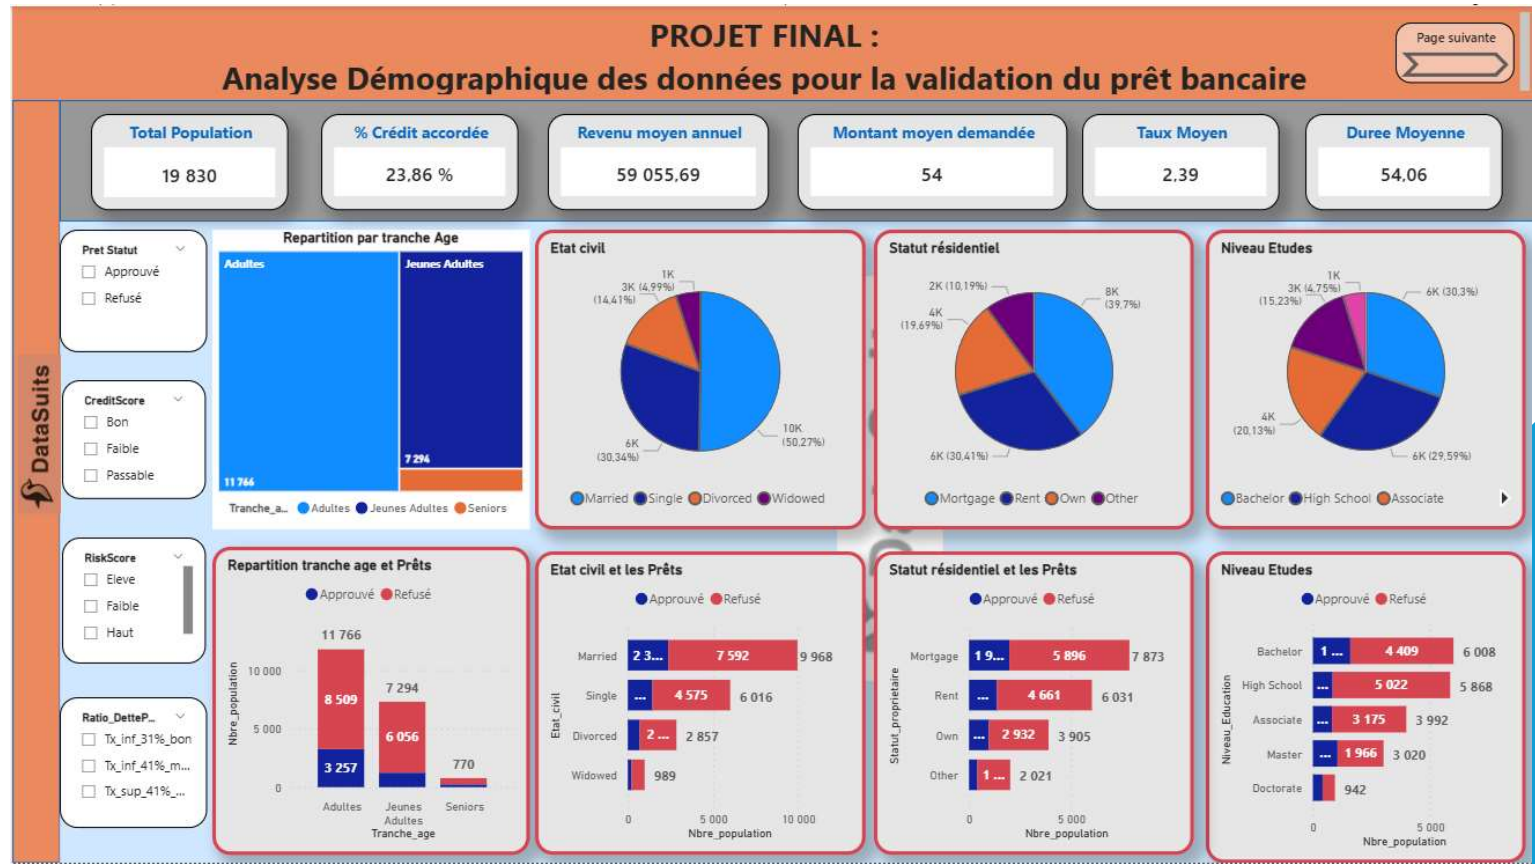 PROJET FINAL :
Analyse Démographique des données pour la validation du prêt bancaire
Page suivante
Total Population
19 830
% Crédit accordée
23,86 %
Revenu moyen annuel
59 055,69
Montant moyen demandée
54
Taux Moyen
2,39
Duree Moyenne
54,06
DataSuits
Pret Statut
Approuvé
Refusé
CreditScore
Bon
Faible
Passable
RiskScore
Eleve
Faible
Haut
Ratio_DetteP...
Tx_inf_31%_bon
Tx_inf_41%_m...
Tx_sup_41%_...
Repartition par tranche Age
Adultes
Jeunes Adultes
7 294
11 766
Tranche_a... Adultes Jeunes Adultes Seniors
Etat civil
1K
(4,99%)
3K
(14,41%)
6K
(30,34%)
10K
(50,27%)
Married Single Divorced Widowed
Statut résidentiel
2K (10,19%)
8K
(39,7%)
4K
(19,69%)
6K (30,41%)
Mortgage Rent Own Other
Niveau Etudes
1K
(4,75%)
3K
(15,23%)
6K (30,3%)
4K
(20,13%)
6K (29,59%)
Bachelor High School Associate
Repartition tranche age et Prêts
Approuvé Refusé
11 766
7 294
770
8 509
6 056
3 257
10 000
5 000
0
Nbre_population
Adultes
Jeunes
Adultes
Seniors
Tranche_age
Etat civil et les Prêts
Approuvé Refusé
Married 2 3... 7 592 9 968
Single ... 4 575 6 016
Divorced 2 ... 2 857
Widowed 989
Etat_civil
0 5 000 10 000
Nbre_population
Statut résidentiel et les Prêts
Approuvé Refusé
Mortgage 1 9... 5 896 7 873
Rent ... 4 661 6 031
Own ... 2 932 3 905
Other 1 ... 2 021
Statut_proprietaire
0 5 000
Nbre_population
Niveau Etudes
Approuvé Refusé
Bachelor 1 ... 4 409 6 008
High School ... 5 022 5 868
Associate ... 3 175 3 992
Master ... 1 966 3 020
Doctorate 942
Niveau_Education
0 5 000
Nbre_population